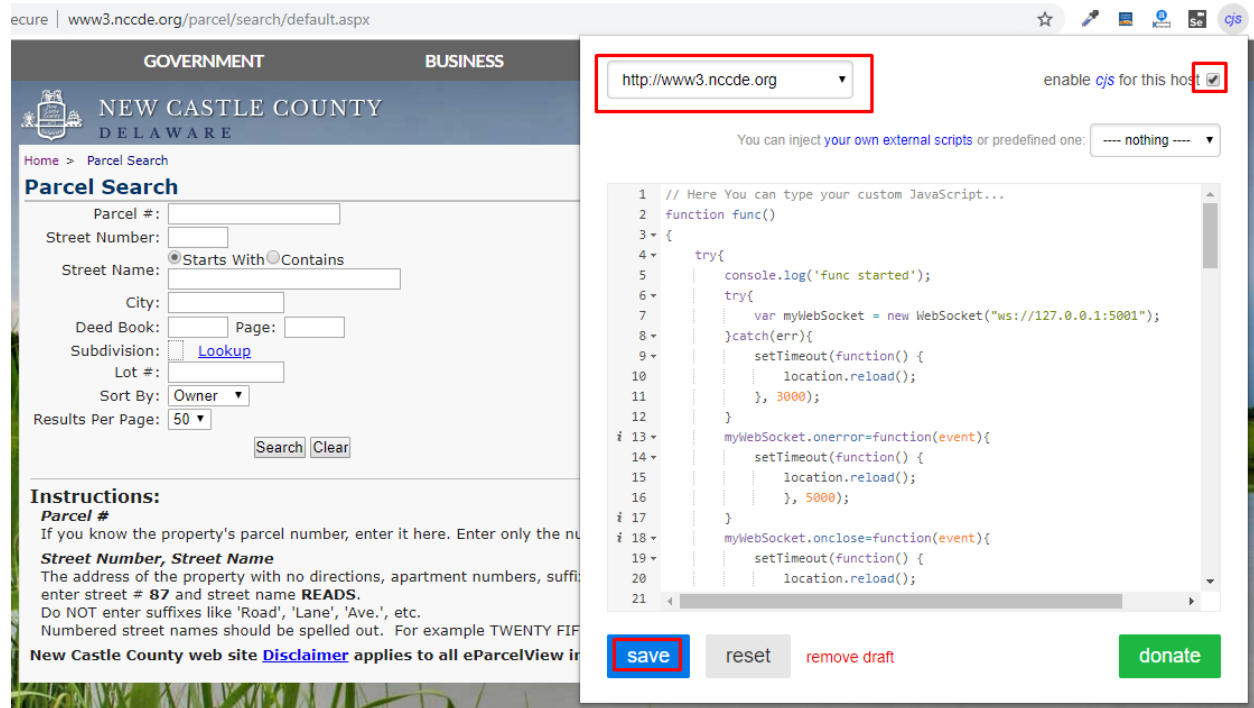 ecure | www3.nccde.org/parcel/search/default.aspx
Se cjs
GOVERNMENT BUSINESS
NEW CASTLE COUNTY
DELAWARE
Home > Parcel Search
Parcel Search
Parcel #:
Street Number:
Starts With Contains
Street Name:
City:
Deed Book: Page:
Subdivision: Lookup
Lot #:
Sort By: Owner
Results Per Page: 50
Search Clear
Instructions:
Parcel #
If you know the property's parcel number, enter it here. Enter only the nu
Street Number, Street Name
The address of the property with no directions, apartment numbers, suffi
enter street # 87 and street name READS.
Do NOT enter suffixes like 'Road', 'Lane', 'Ave.', etc.
Numbered street names should be spelled out. For example TWENTY FIF
New Castle County web site Disclaimer applies to all eParcelView in
http://www3.nccde.org
enable cjs for this host
You can inject your own external scripts or predefined one: ---- nothing ----
1 // Here You can type your custom JavaScript...
2 function func()
3 {
4 try{
5 console.log('func started');
6 try{
7 var myWebSocket = new WebSocket("ws://127.0.0.1:5001");
8 }catch(err){
9 setTimeout(function() {
10 location.reload();
11 }, 3000);
12 }
i 13 myWebSocket.onerror=function(event){
14 setTimeout(function() {
15 location.reload();
16 }, 5000);
i 17 }
i 18 myWebSocket.onclose=function(event){
19 setTimeout(function() {
20 location.reload();
21
save reset remove draft donate